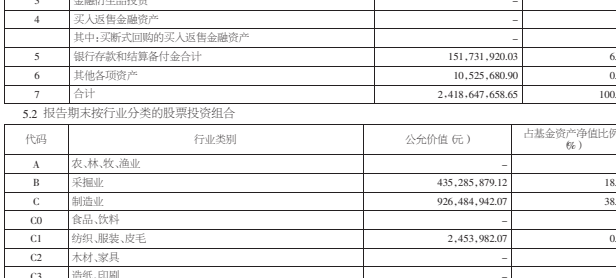 3 金融衍生品投资 –
4 买入返售金融资产 –
其中:买断式回购的买入返售金融资产 –
5 银行存款和结算备付金合计 151,731,920.03 6.
6 其他各项资产 10,525,680.90 0.
7 合计 2,418,647,658.65 100.
5.2 报告期末按行业分类的股票投资组合
代码 行业类别 公允价值(元) 占基金资产净值比例
(%)
A 农、林、牧、渔业 –
B 采掘业 435,285,879.12 18.
C 制造业 926,484,942.07 38.
C0 食品、饮料 –
C1 纺织、服装、皮毛 2,453,982.07 0.
C2 木材、家具 –
C3 造纸、印刷